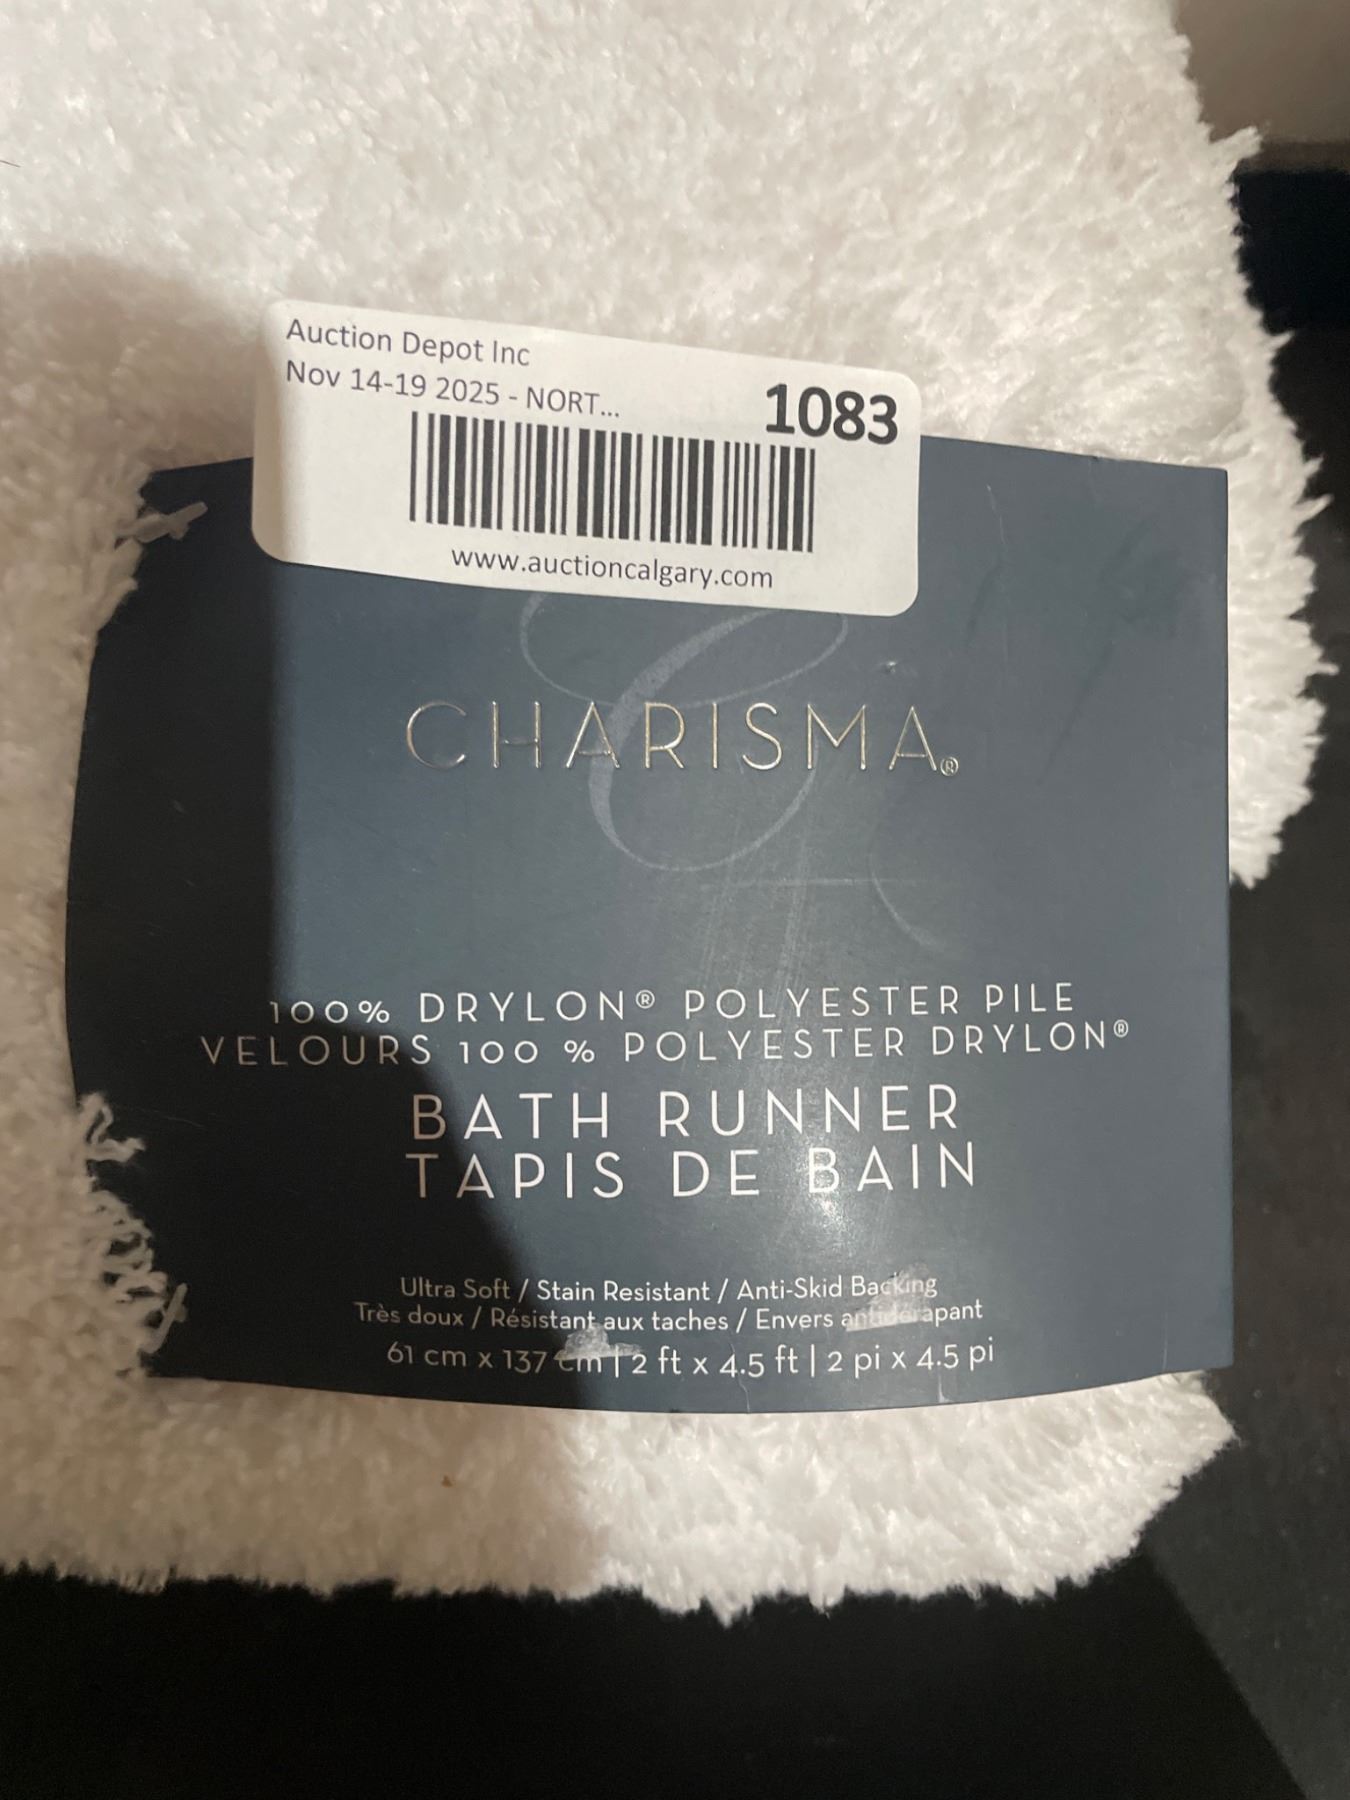 Auction Depot Inc
Nov 14-19 2025 - NORT...
1083
www.auctioncalgary.com
C
CHARISMA®
100% DRYLON® POLYESTER PILE
VELOURS 100 % POLYESTER DRYLON®
BATH RUNNER
TAPIS DE BAIN
Ultra Soft / Stain Resistant / Anti-Skid Backing
Très doux / Résistant aux taches / Envers antidérapant
61 cm x 137 cm | 2 ft x 4.5 ft | 2 pi x 4.5 pi